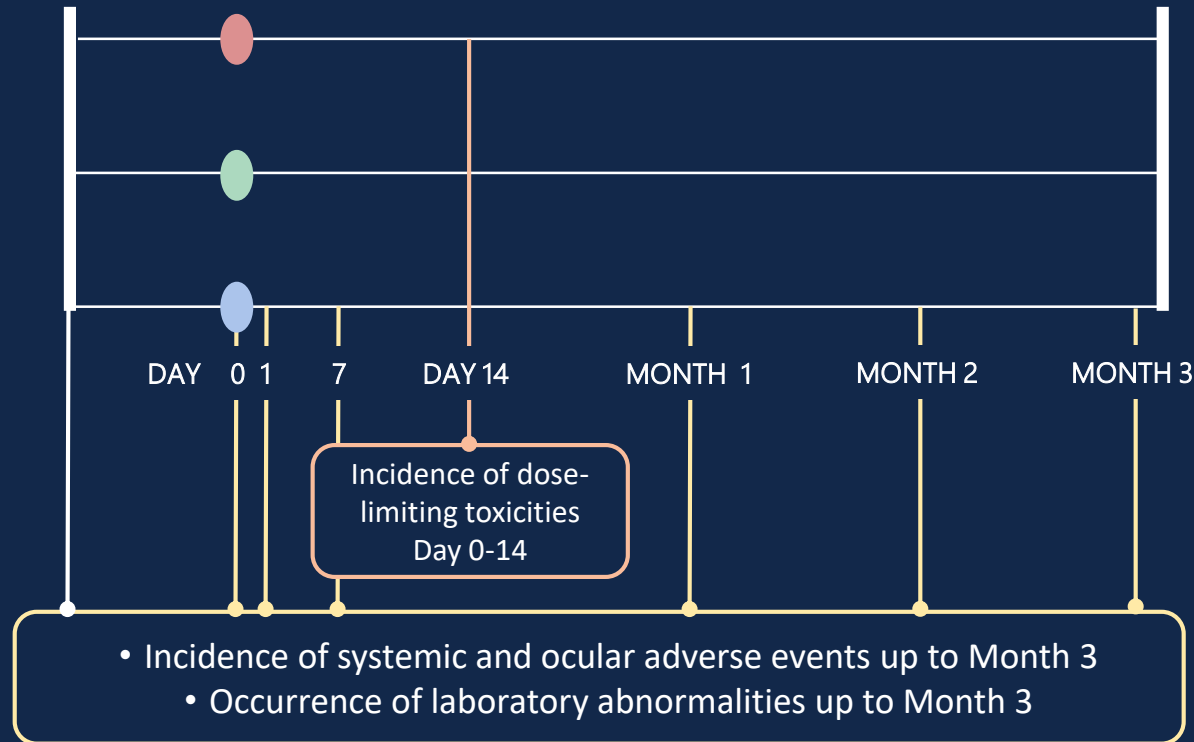 DAY 0 1 7 DAY 14 MONTH 1 MONTH 2 MONTH 3
Incidence of dose-
limiting toxicities
Day 0-14
• Incidence of systemic and ocular adverse events up to Month 3
• Occurrence of laboratory abnormalities up to Month 3